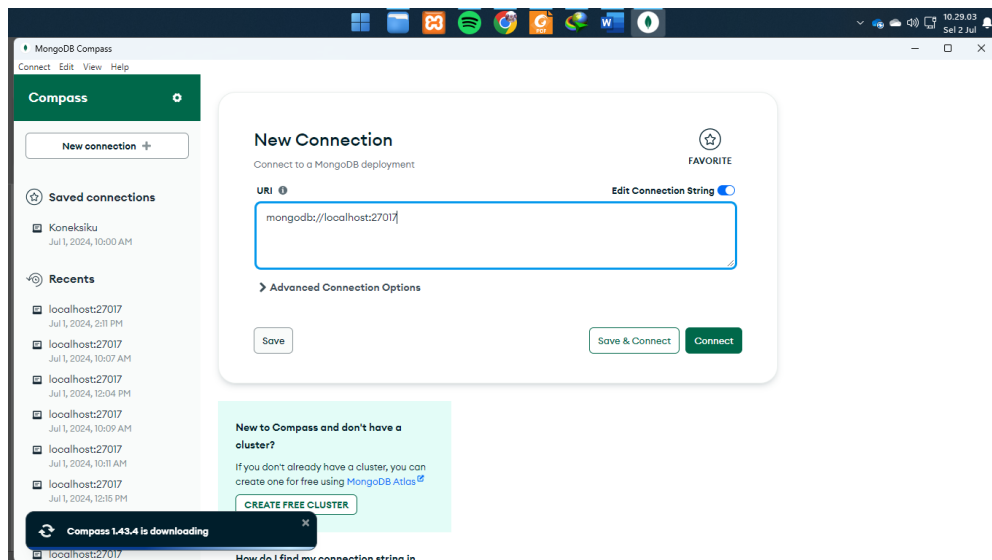 W
PDF
10.29.03
Sel 2 Jul
MongoDB Compass
Connect Edit View Help
Compass
New connection +
Saved connections
Koneksiku
Jul 1, 2024, 10:00 AM
Recents
localhost:27017
Jul 1, 2024, 2:11 PM
localhost:27017
Jul 1, 2024, 10:07 AM
localhost:27017
Jul 1, 2024, 12:04 PM
localhost:27017
Jul 1, 2024, 10:09 AM
localhost:27017
Jul 1, 2024, 10:11 AM
localhost:27017
Jul 1, 2024, 12:15 PM
Compass 1.43.4 is downloading
localhost:27017
New Connection
Connect to a MongoDB deployment
FAVORITE
URI
Edit Connection String
mongodb://localhost:27017
Advanced Connection Options
Save
Save & Connect
Connect
New to Compass and don't have a
cluster?
If you don't already have a cluster, you can
create one for free using MongoDB Atlas
CREATE FREE CLUSTER
How do I find my connection string in